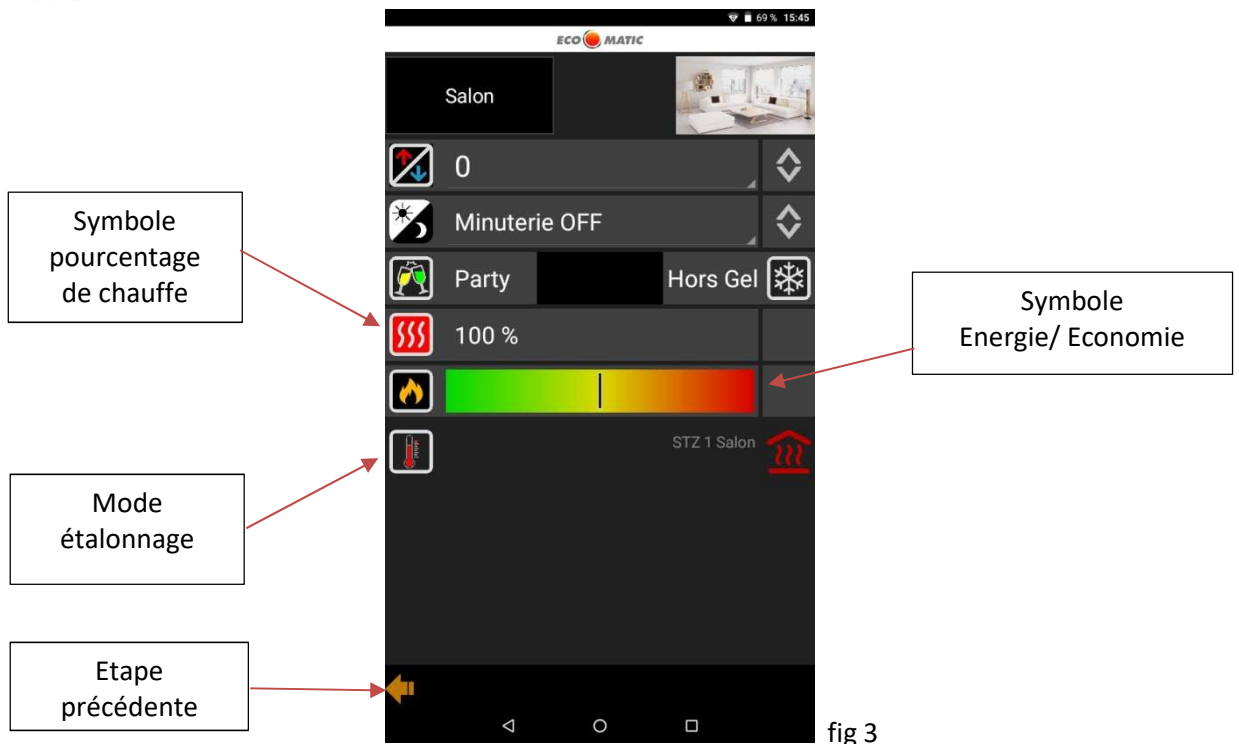 69 % 15:45
ECO MATIC
Salon
0
Minuterie OFF
Party
Hors Gel
100 %
STZ 1 Salon
Symbole
pourcentage
de chauffe
Symbole
Energie/ Economie
Mode
étalonnage
Etape
précédente
fig 3